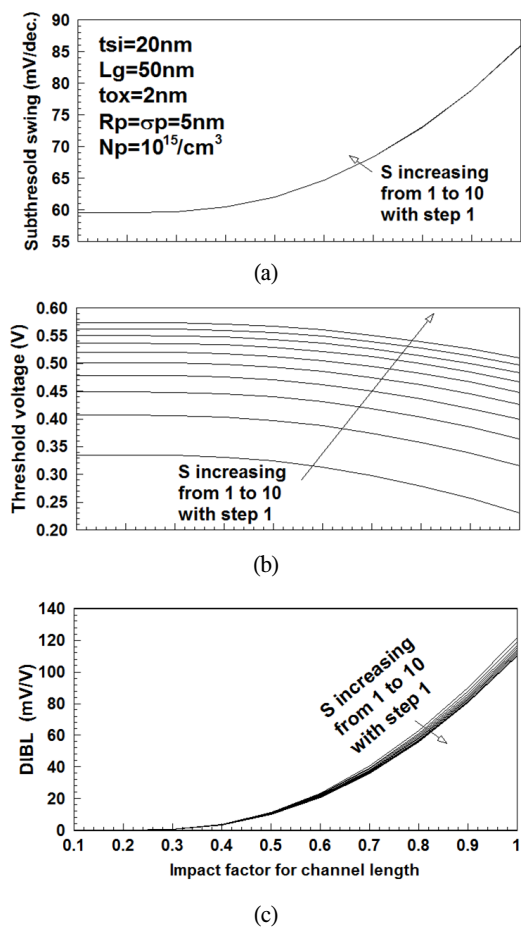 (a)
90
85
80
75
70
65
60
55
Subthresold swing (mV/dec.)
tsi=20nm
Lg=50nm
tox=2nm
Rp=σp=5nm
Np=10¹⁵/cm³
S increasing
from 1 to 10
with step 1
(b)
0.60
0.55
0.50
0.45
0.40
0.35
0.30
0.25
0.20
Threshold voltage (V)
S increasing
from 1 to 10
with step 1
140
120
100
80
60
40
20
0
DIBL (mV/V)
S increasing
from 1 to 10
with step 1
0.1 0.2 0.3 0.4 0.5 0.6 0.7 0.8 0.9 1
Impact factor for channel length
(c)